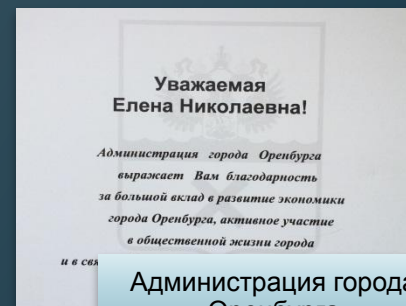 Уважаемая
Елена Николаевна!
Администрация города Оренбурга
выражает Вам благодарность
за большой вклад в развитие экономики
города Оренбурга, активное участие
в общественной жизни города
и в
Администрация города